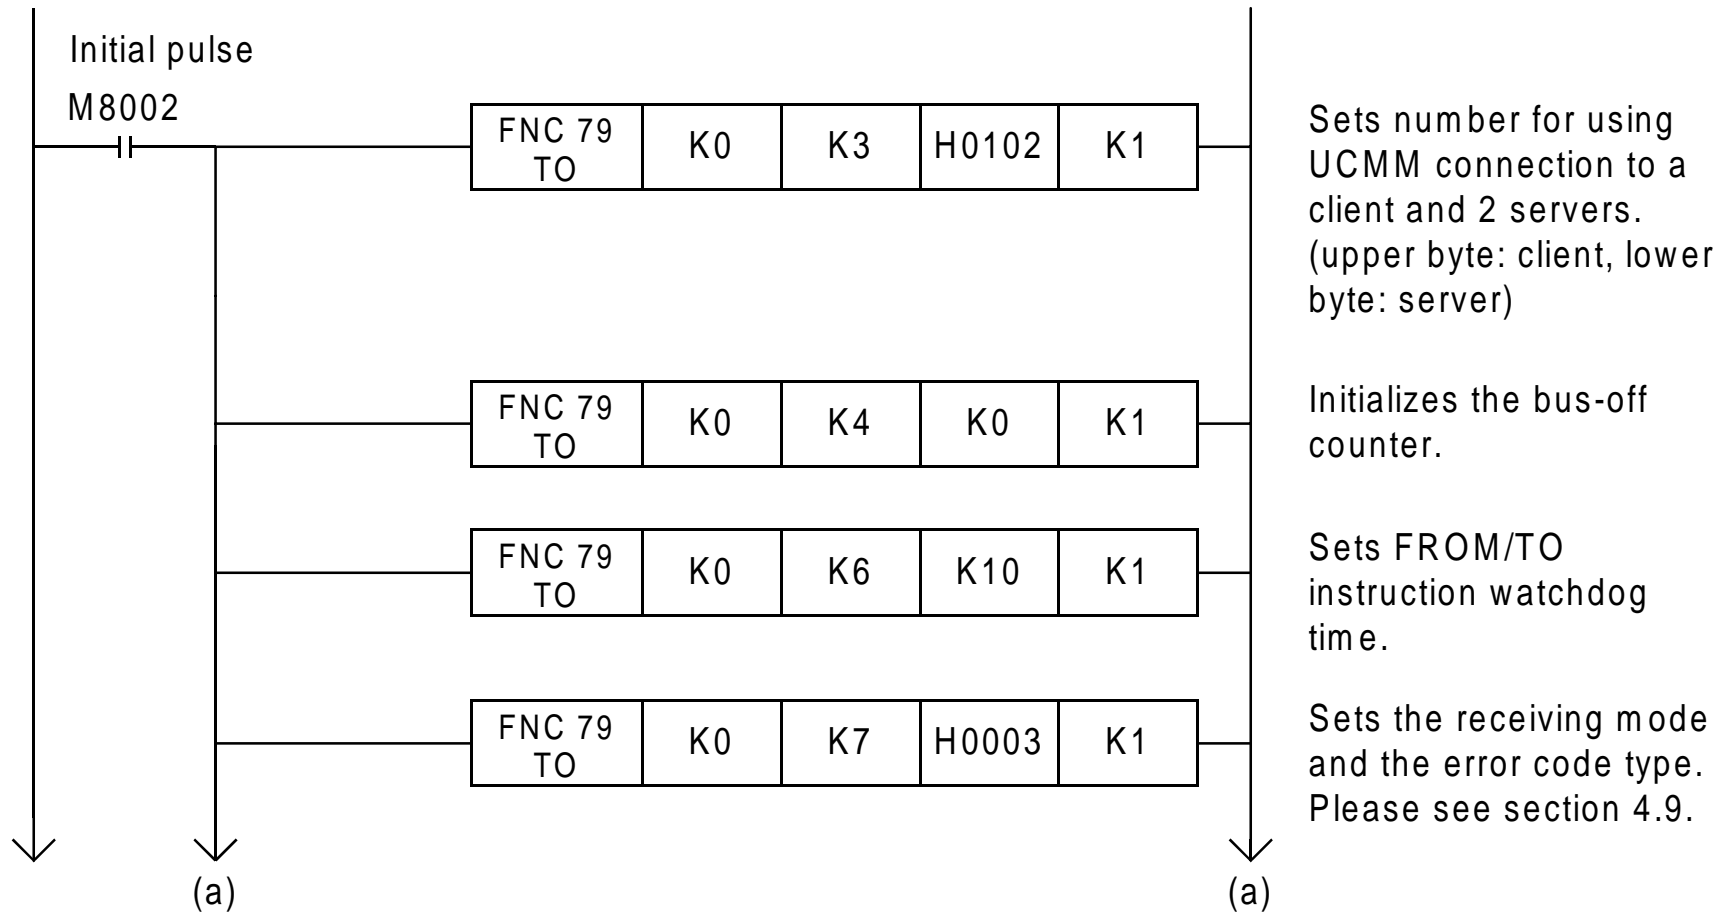 Initial pulse
M8002
FNC 79
TO
K0
K3
H0102
K1
Sets number for using
UCMM connection to a
client and 2 servers.
(upper byte: client, lower
byte: server)
FNC 79
TO
K0
K4
K0
K1
Initializes the bus-off
counter.
FNC 79
TO
K0
K6
K10
K1
Sets FROM/TO
instruction watchdog
time.
FNC 79
TO
K0
K7
H0003
K1
Sets the receiving mode
and the error code type.
Please see section 4.9.
(a)
(a)